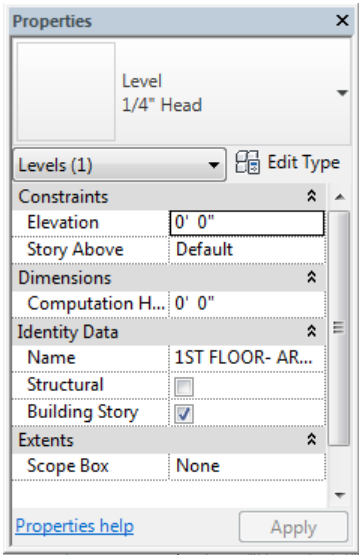 Properties
Level
1/4" Head
Levels (1)
Edit Type
Constraints
Elevation 0' 0"
Story Above Default
Dimensions
Computation H... 0' 0"
Identity Data
Name 1ST FLOOR- AR...
Structural
Building Story
Extents
Scope Box None
Properties help
Apply